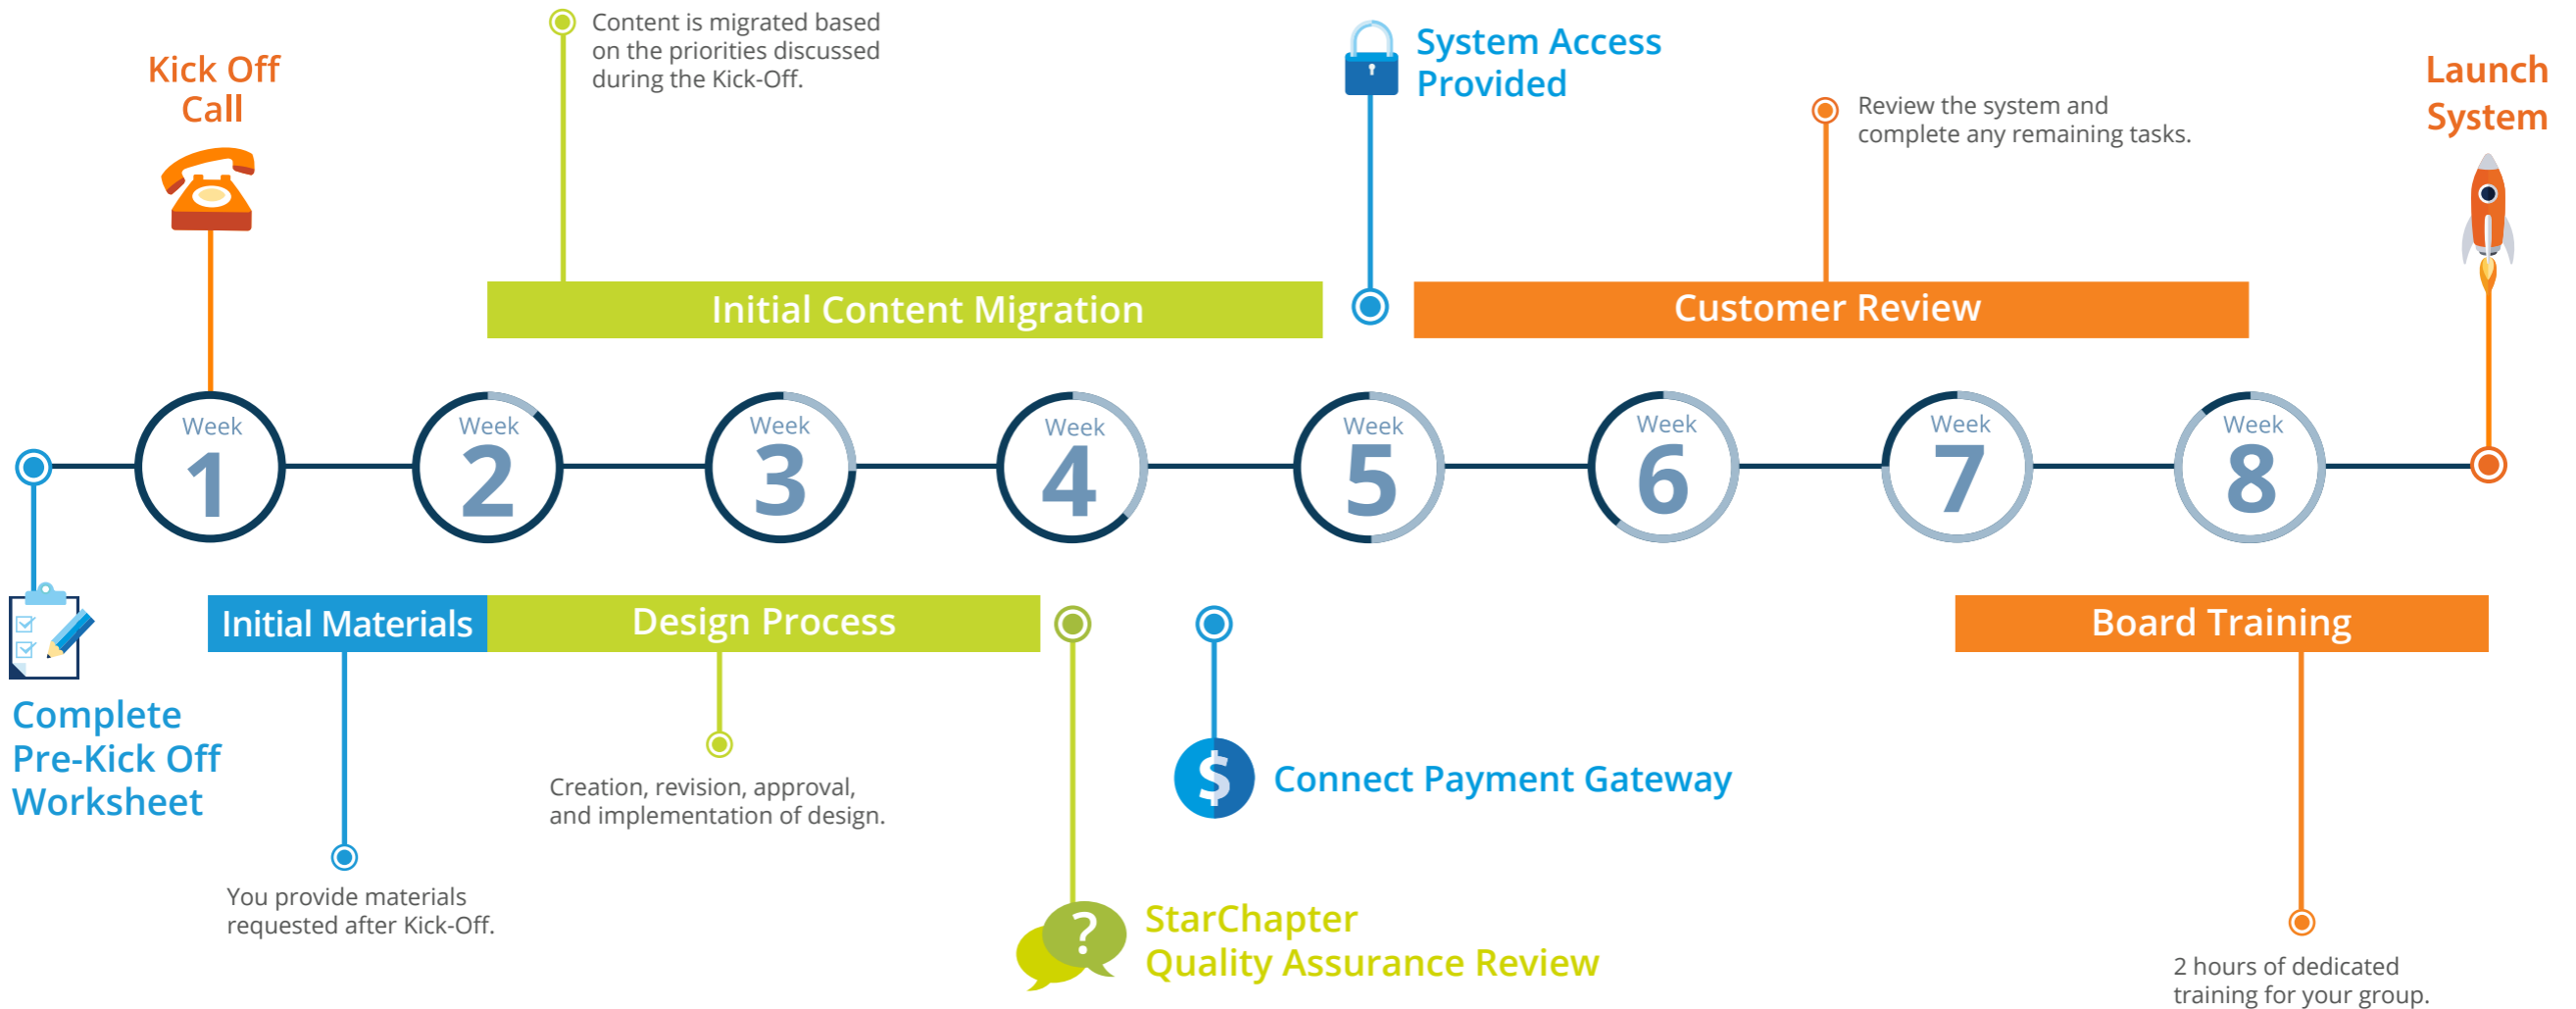 Content is migrated based
on the priorities discussed
during the Kick-Off.
Kick Off
Call
System Access
Provided
Review the system and
complete any remaining tasks.
Launch
System
Initial Content Migration
Customer Review
Week
1
Week
2
Week
3
Week
4
Week
5
Week
6
Week
7
Week
8
Initial Materials
Design Process
Board Training
Complete
Pre-Kick Off
Worksheet
Creation, revision, approval,
and implementation of design.
$
Connect Payment Gateway
You provide materials
requested after Kick-Off.
?
StarChapter
Quality Assurance Review
2 hours of dedicated
training for your group.